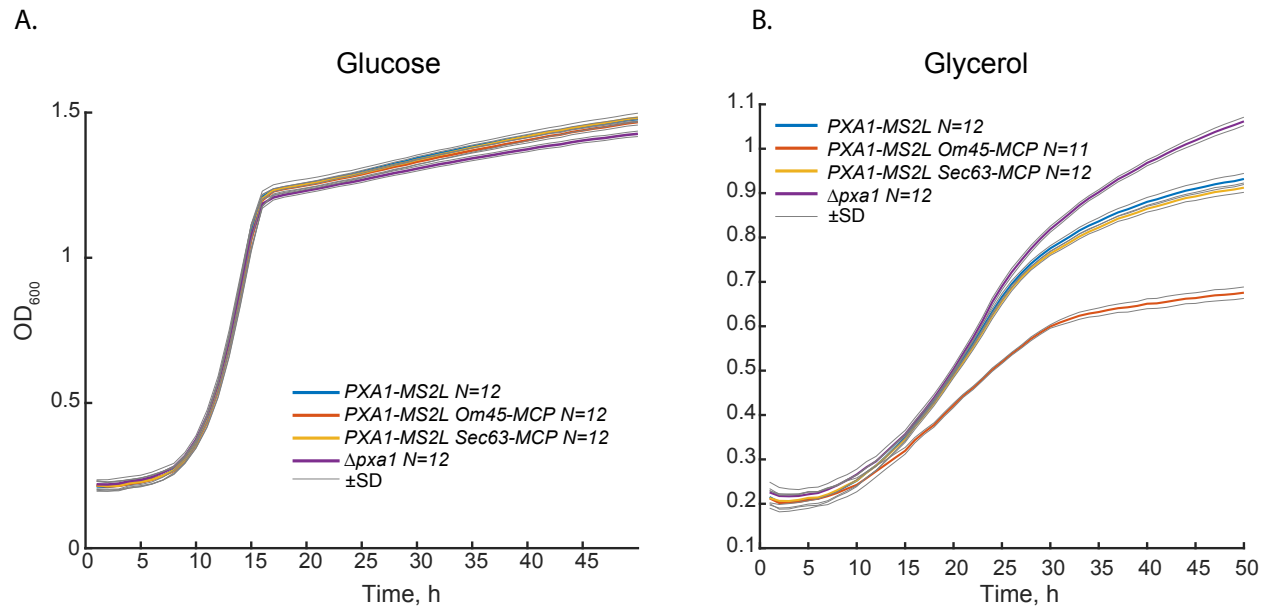 A.
Glucose
1.5
1
0.5
0
OD600
PXA1-MS2L N=12
PXA1-MS2L Om45-MCP N=12
PXA1-MS2L Sec63-MCP N=12
Δpxa1 N=12
±SD
0 5 10 15 20 25 30 35 40 45
Time, h
B.
Glycerol
1.1
1
0.9
0.8
0.7
0.6
0.5
0.4
0.3
0.2
0.1
PXA1-MS2L N=12
PXA1-MS2L Om45-MCP N=11
PXA1-MS2L Sec63-MCP N=12
Δpxa1 N=12
±SD
0 5 10 15 20 25 30 35 40 45 50
Time, h